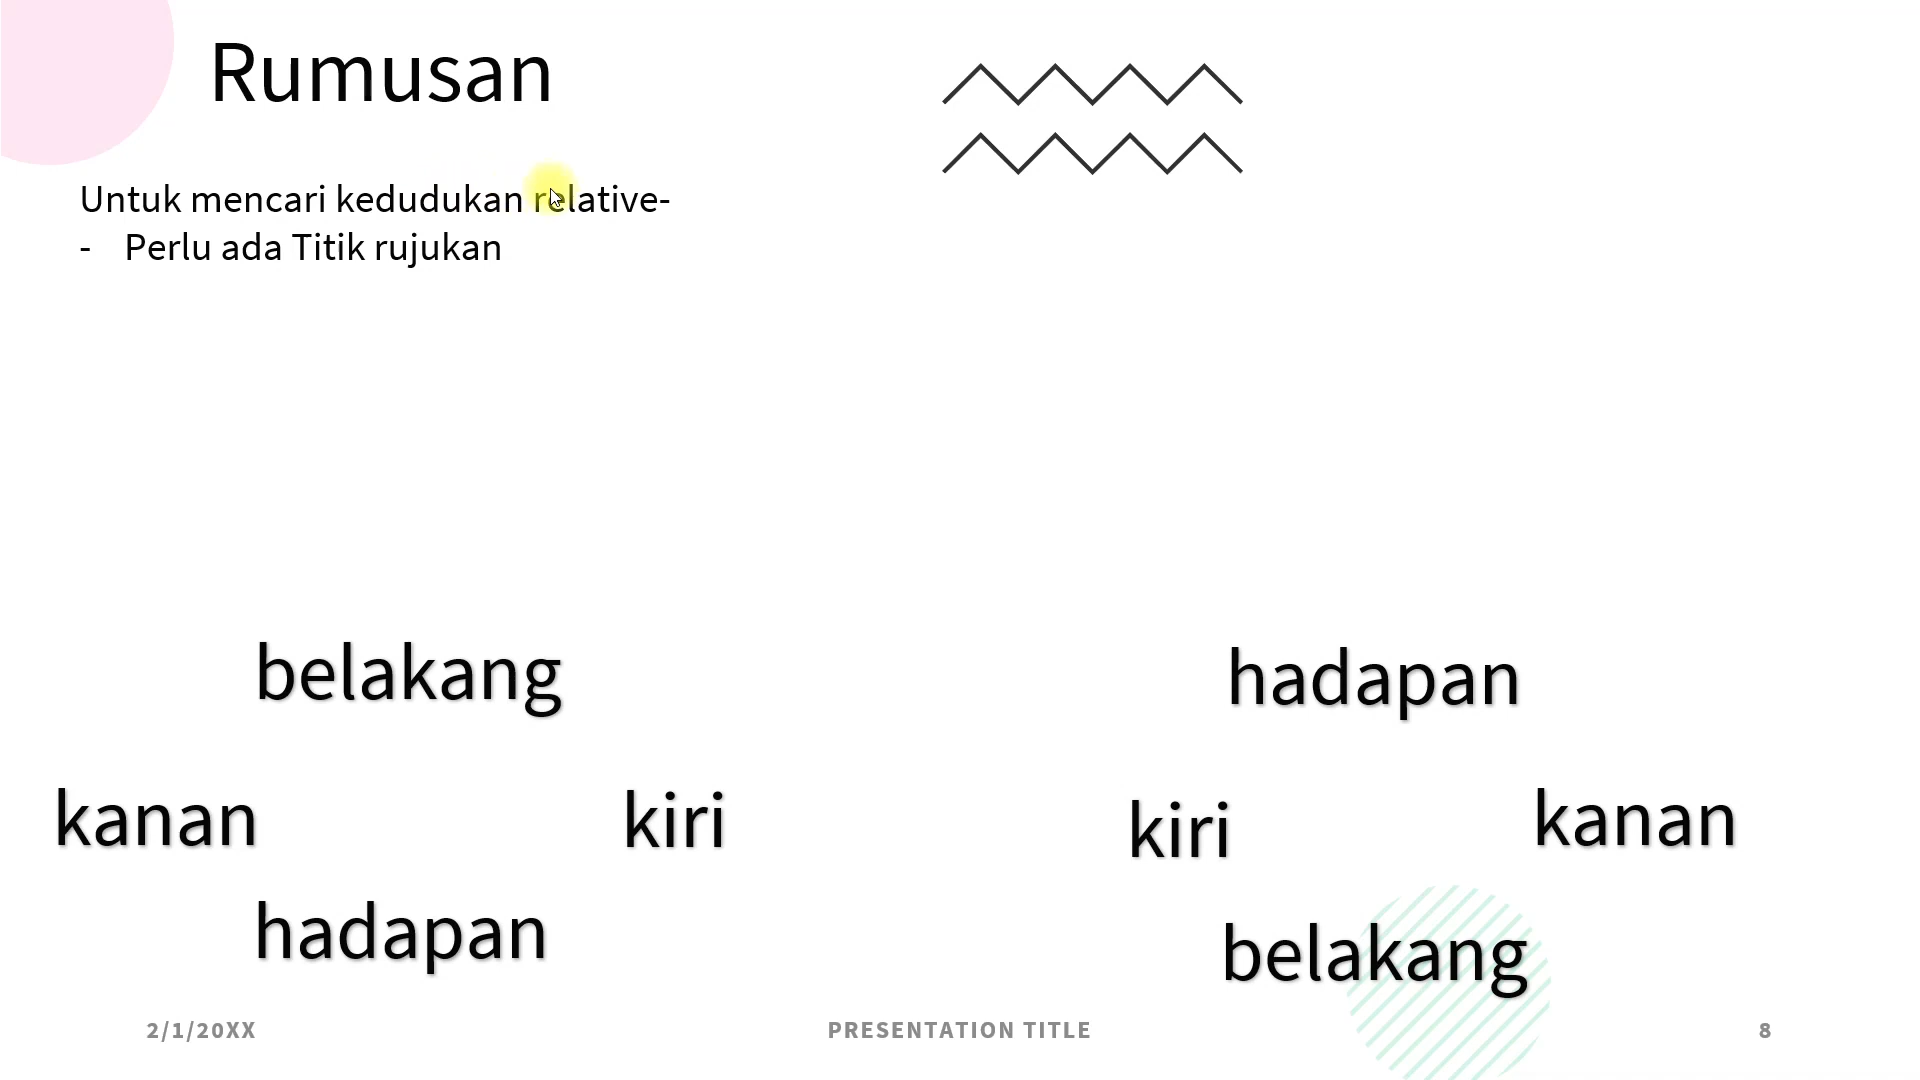 Rumusan
Untuk mencari kedudukan relative-
- Perlu ada Titik rujukan
belakang
kanan
kiri
hadapan
hadapan
kiri
kanan
belakang
2/1/20XX
PRESENTATION TITLE
8